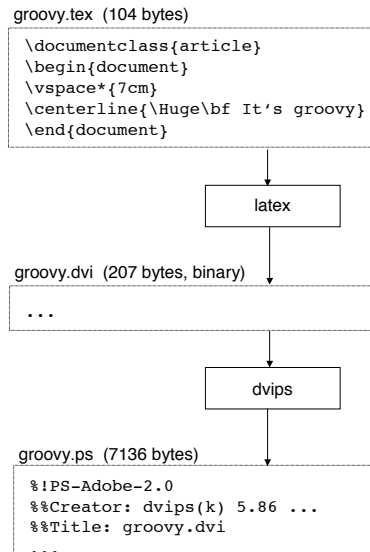 groovy.tex (104 bytes)
\documentclass{article}
\begin{document}
\vspace*{7cm}
\centerline{\Huge\bf It‘s groovy}
\end{document}
latex
groovy.dvi (207 bytes, binary)
...
dvips
groovy.ps (7136 bytes)
%!PS-Adobe-2.0
%%Creator: dvips(k) 5.86 ...
%%Title: groovy.dvi
...